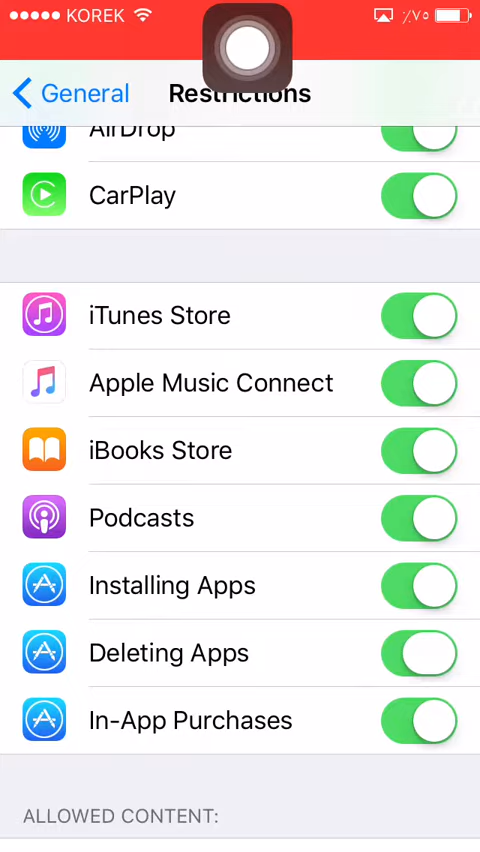 KOREK
٪٧٥
General
Restrictions
AirDrop
CarPlay
iTunes Store
Apple Music Connect
iBooks Store
Podcasts
Installing Apps
Deleting Apps
In-App Purchases
ALLOWED CONTENT: